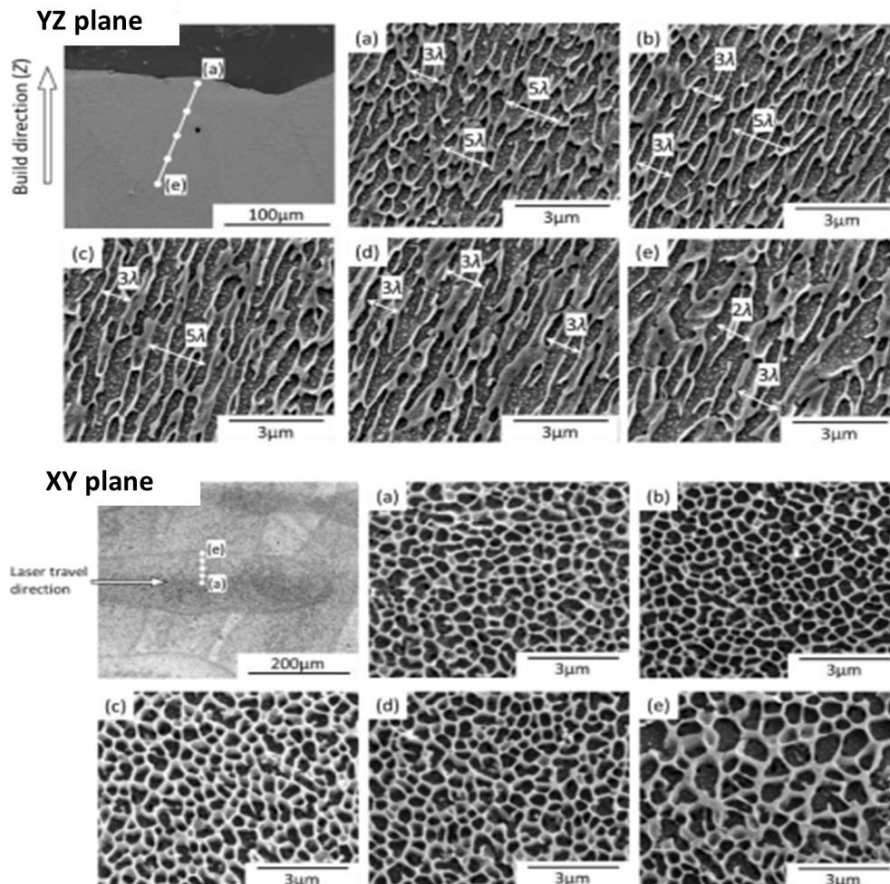 YZ plane
Build direction (Z)
(a)
(e)
100μm
(a)
3λ
5λ
5λ
3μm
(b)
3λ
5λ
3λ
3μm
(c)
3λ
5λ
3μm
(d)
3λ
3λ
3λ
3μm
(e)
2λ
3λ
3μm
XY plane
Laser travel
direction
(e)
(a)
200μm
(a)
3μm
(b)
3μm
(c)
3μm
(d)
3μm
(e)
3μm